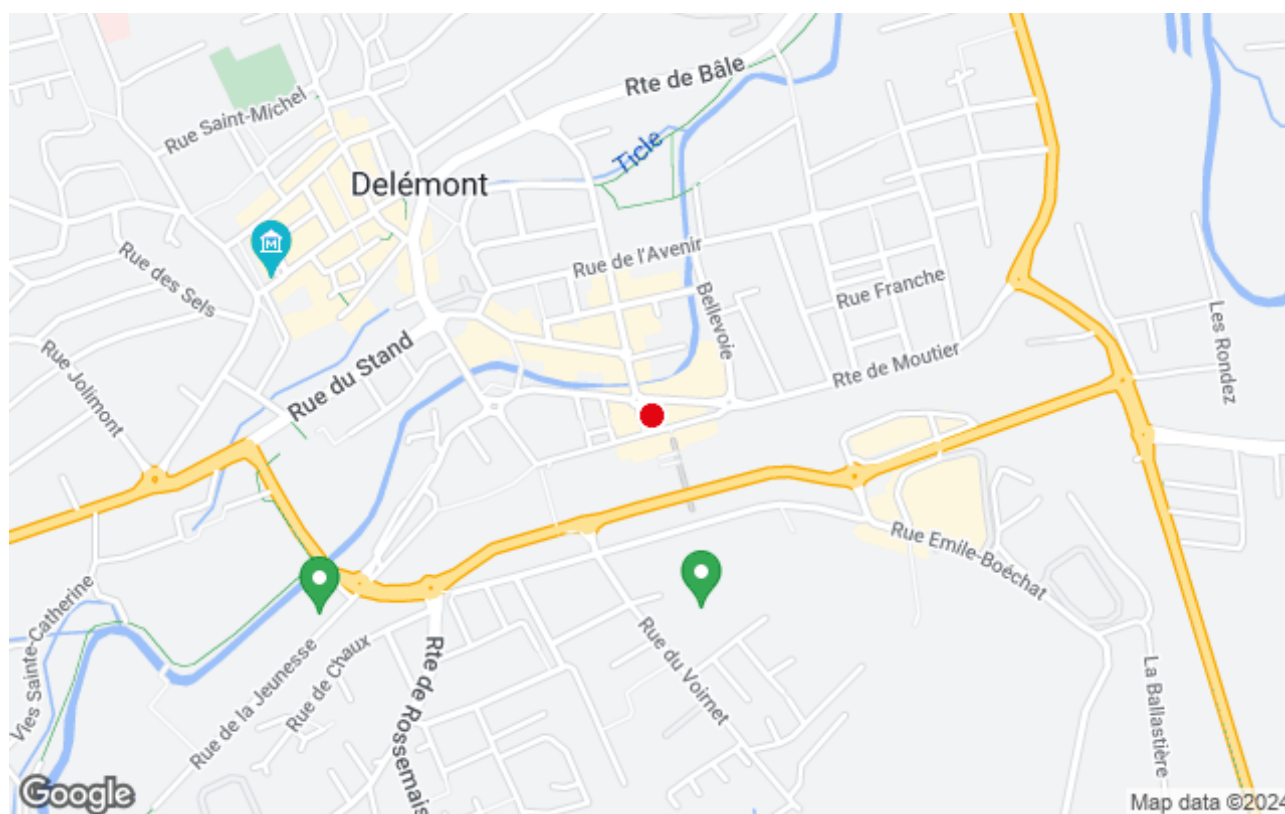 Rte de Bâle
Rue Saint-Michel
Ticle
Delémont
M
Rue de l'Avenir
Rue des Sels
Bellevoie
Rue Franche
Les Rondez
Rue du Stand
Rue Jolimont
Rte de Moutier
Rue Emile-Boéchat
Vies Sainte-Catherine
Rue de la Jeunesse
Rue de Chaux
Rte de Rossemais
Rue du Voirnet
La Ballastière
Google
Map data ©2024